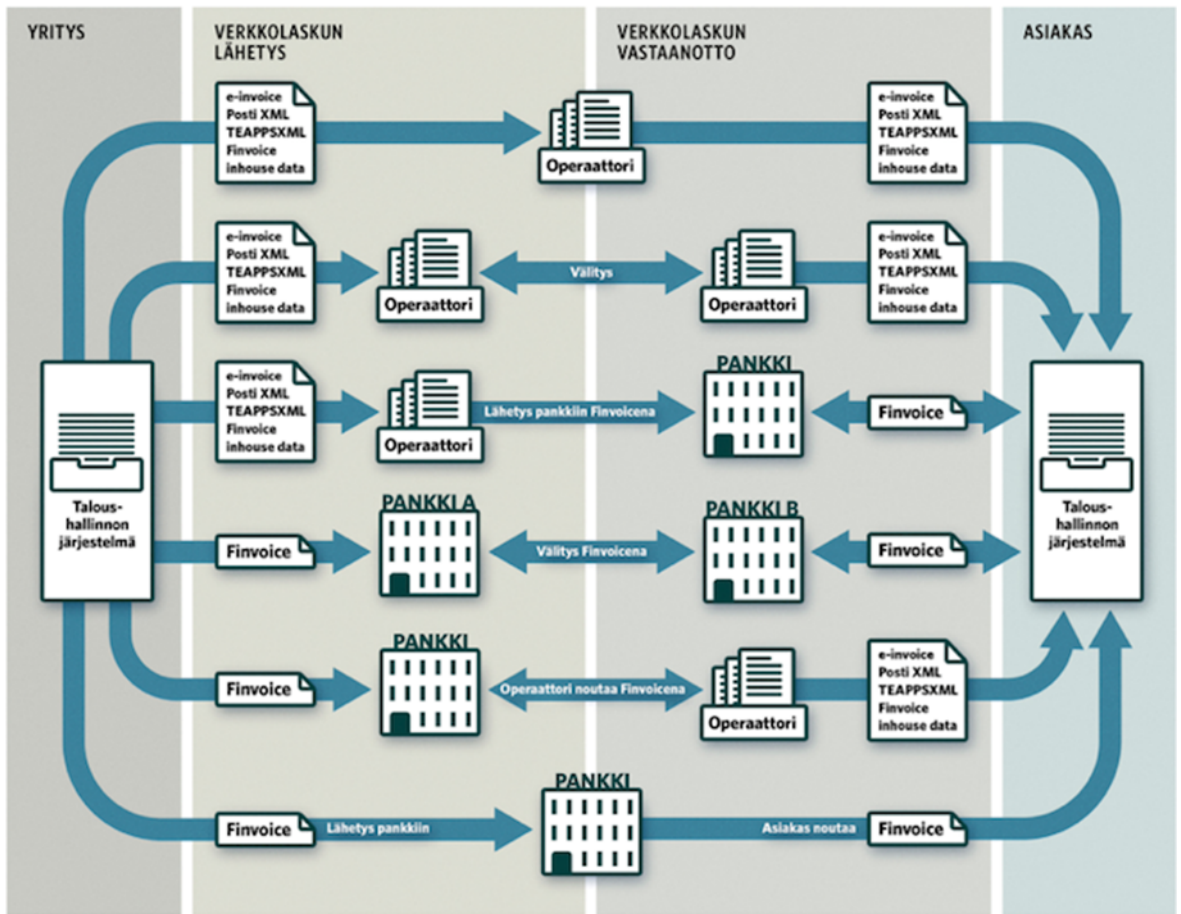 YRITYS
VERKKOLASKUN
LÄHETYS
VERKKOLASKUN
VASTAANOTTO
ASIAKAS
e-invoice
Posti XML
TEAPPSXML
Finvoice
inhouse data
Operaattori
e-invoice
Posti XML
TEAPPSXML
Finvoice
inhouse data
e-invoice
Posti XML
TEAPPSXML
Finvoice
inhouse data
Operaattori
Välitys
Operaattori
e-invoice
Posti XML
TEAPPSXML
Finvoice
inhouse data
e-invoice
Posti XML
TEAPPSXML
Finvoice
inhouse data
Operaattori
Lähetys pankkiin Finvoicena
PANKKI
Finvoice
Talous-
hallinnon
järjestelmä
Finvoice
PANKKI A
Välitys Finvoicena
PANKKI B
Finvoice
Talous-
hallinnon
järjestelmä
Finvoice
PANKKI
Operaattori noutaa Finvoicena
Operaattori
e-invoice
Posti XML
TEAPPSXML
Finvoice
inhouse data
Finvoice
Lähetys pankkiin
PANKKI
Asiakas noutaa
Finvoice